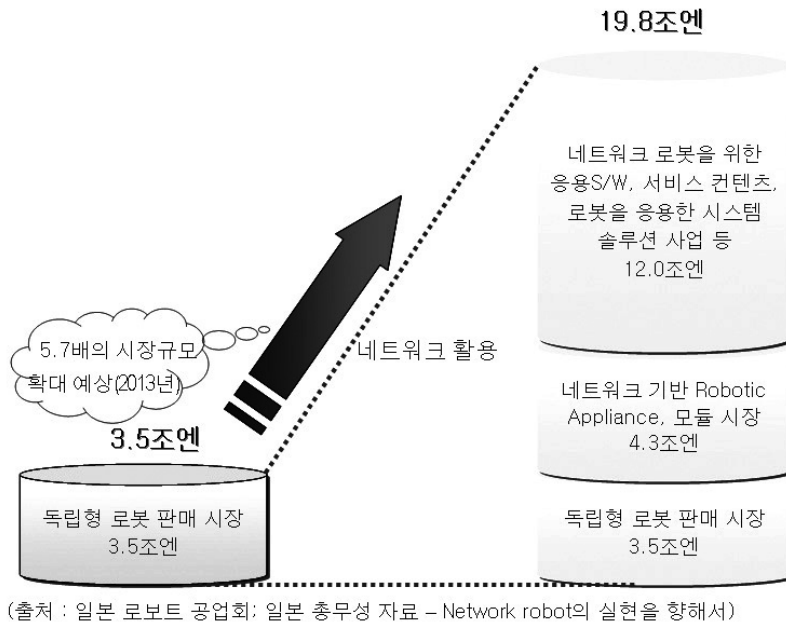 19.8조엔
네트워크 로봇을 위한
응용S/W, 서비스 컨텐츠,
로봇을 응용한 시스템
솔루션 사업 등
12.0조엔
5.7배의 시장규모
확대 예상(2013년)
네트워크 활용
네트워크 기반 Robotic
Appliance, 모듈 시장
4.3조엔
3.5조엔
독립형 로봇 판매 시장
3.5조엔
독립형 로봇 판매 시장
3.5조엔
(출처 : 일본 로보트 공업회; 일본 총무성 자료 – Network robot의 실현을 향해서)